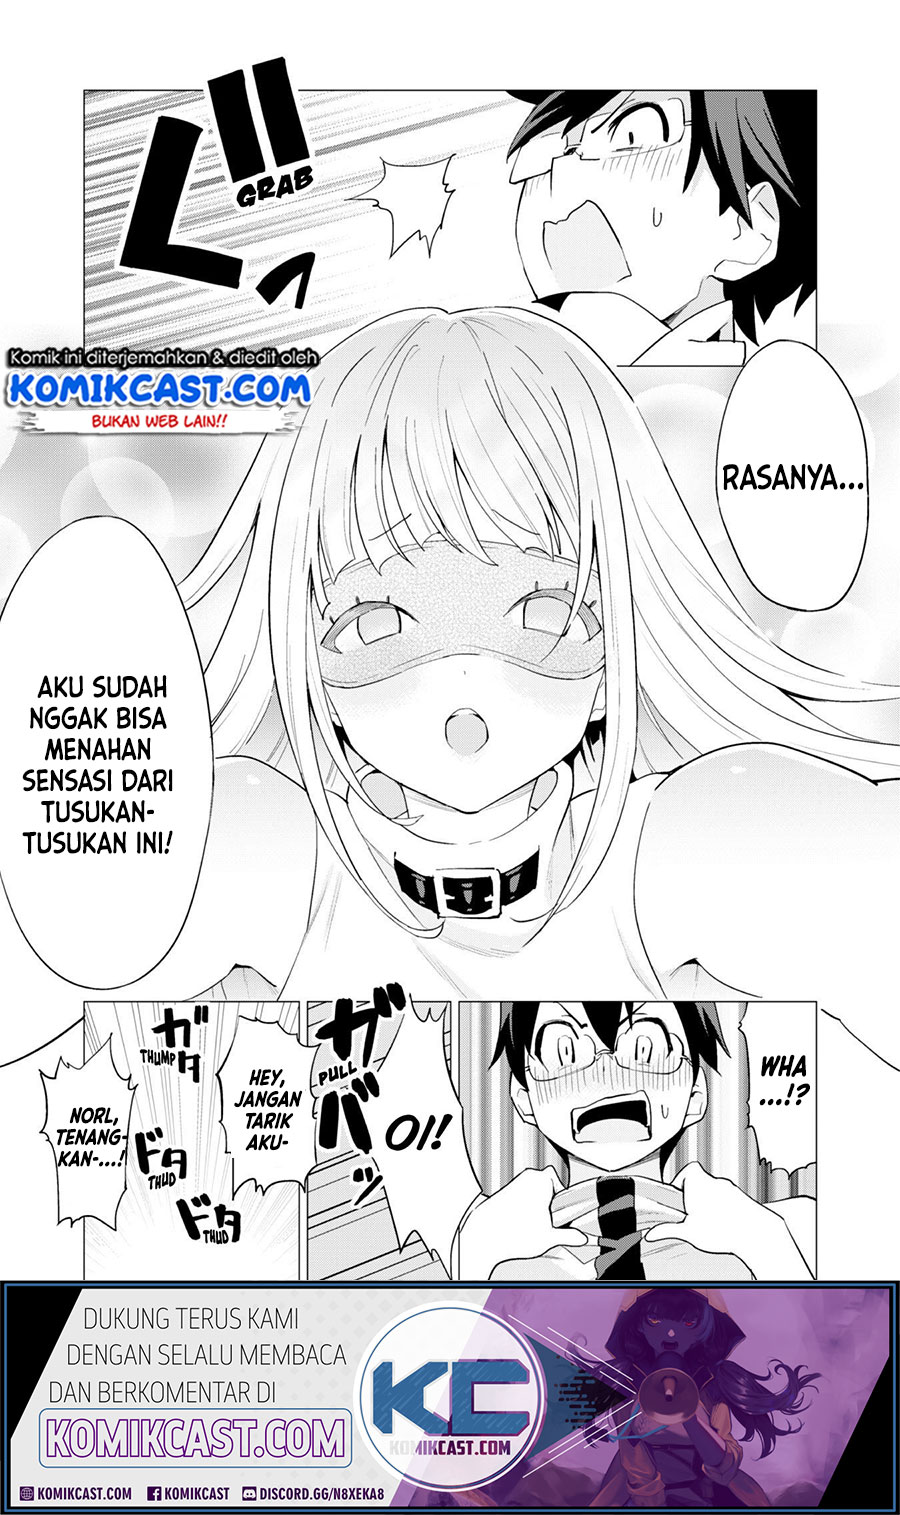 グ
GRAB
Komik ini diterjemahkan & diedit oleh
KOMIKCAST.COM
BUKAN WEB LAIN!!
RASANYA...
AKU SUDAH
NGGAK BISA
MENAHAN
SENSASI DARI
TUSUKAN-
TUSUKAN INI!
WHA
...!?
OI!
ガバ
PULL
HEY,
JANGAN
TARIK
AKU-
ガタ
THUMP
ドタ
THUD
ドタ
THUD
NORL,
TENANG-
KAN-...!
DUKUNG TERUS KAMI
DENGAN SELALU MEMBACA
DAN BERKOMENTAR DI
KOMIKCAST.COM
KC
KOMIKCAST.COM
KOMIKCAST.COM
KOMIKCAST
DISCORD.GG/N8XEKA8